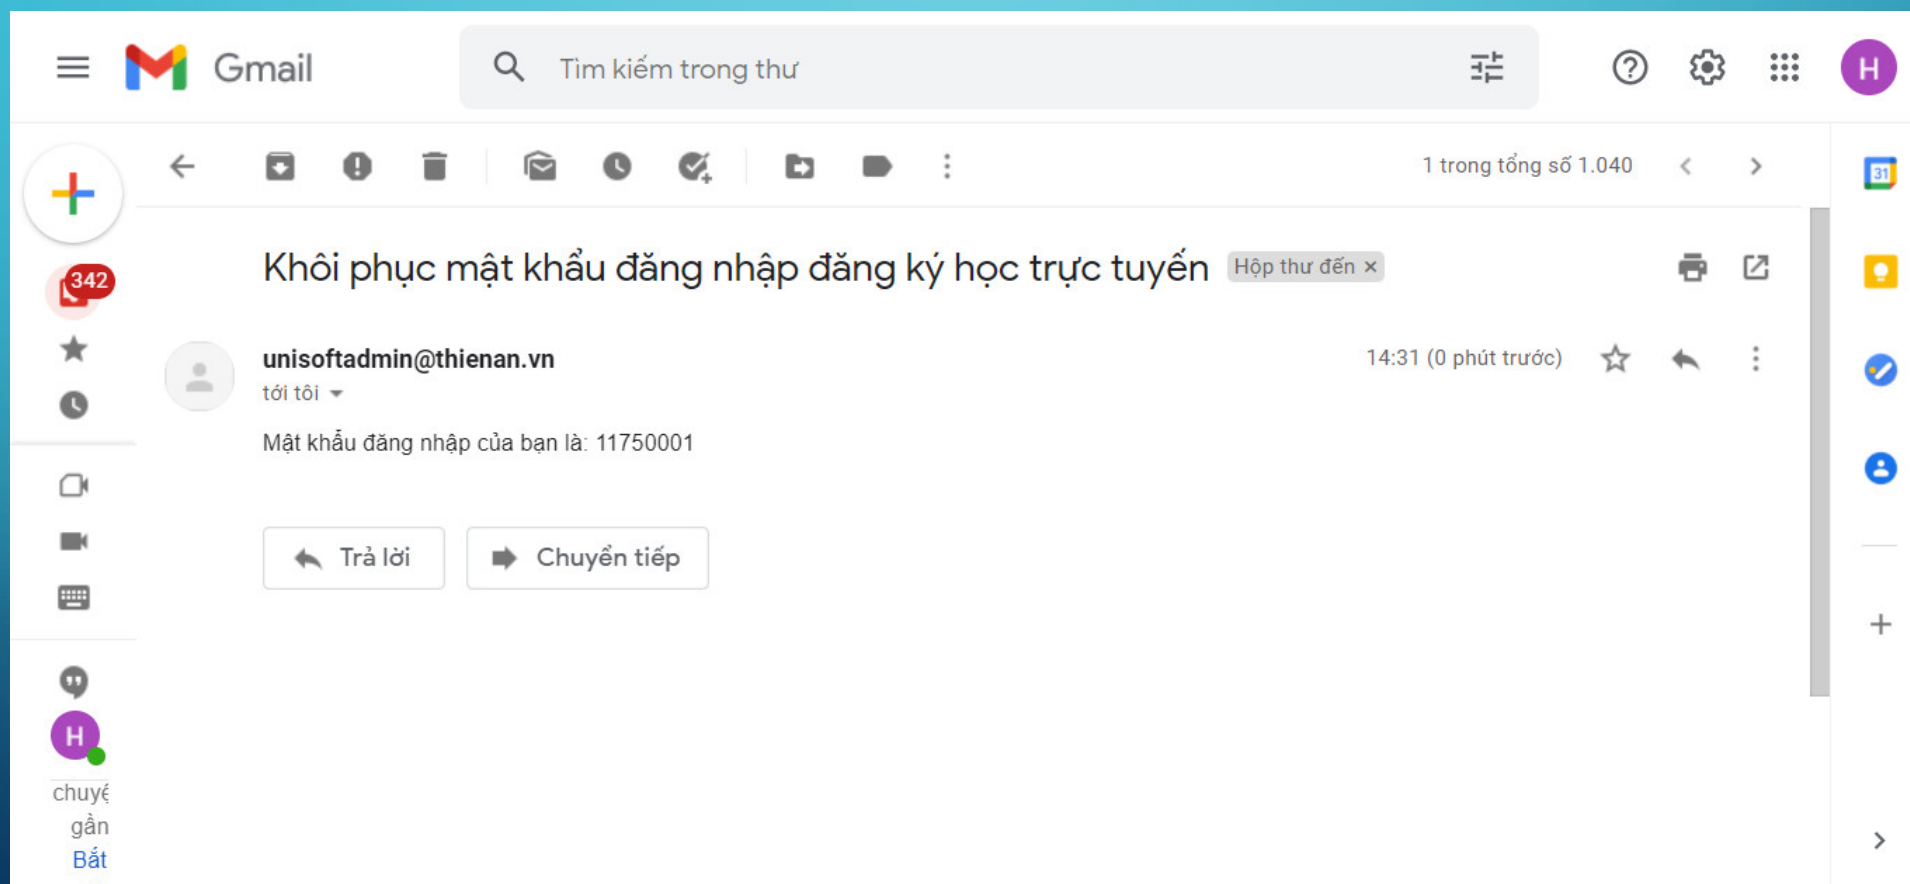 Gmail
Tìm kiếm trong thư
H
1 trong tổng số 1.040
31
Khôi phục mật khẩu đăng nhập đăng ký học trực tuyến Hộp thư đến ×
342
unisoftadmin@thienan.vn
14:31 (0 phút trước)
tới tôi
Mật khẩu đăng nhập của bạn là: 11750001
Trả lời
Chuyển tiếp
H
chuyệ
gần
Bắt